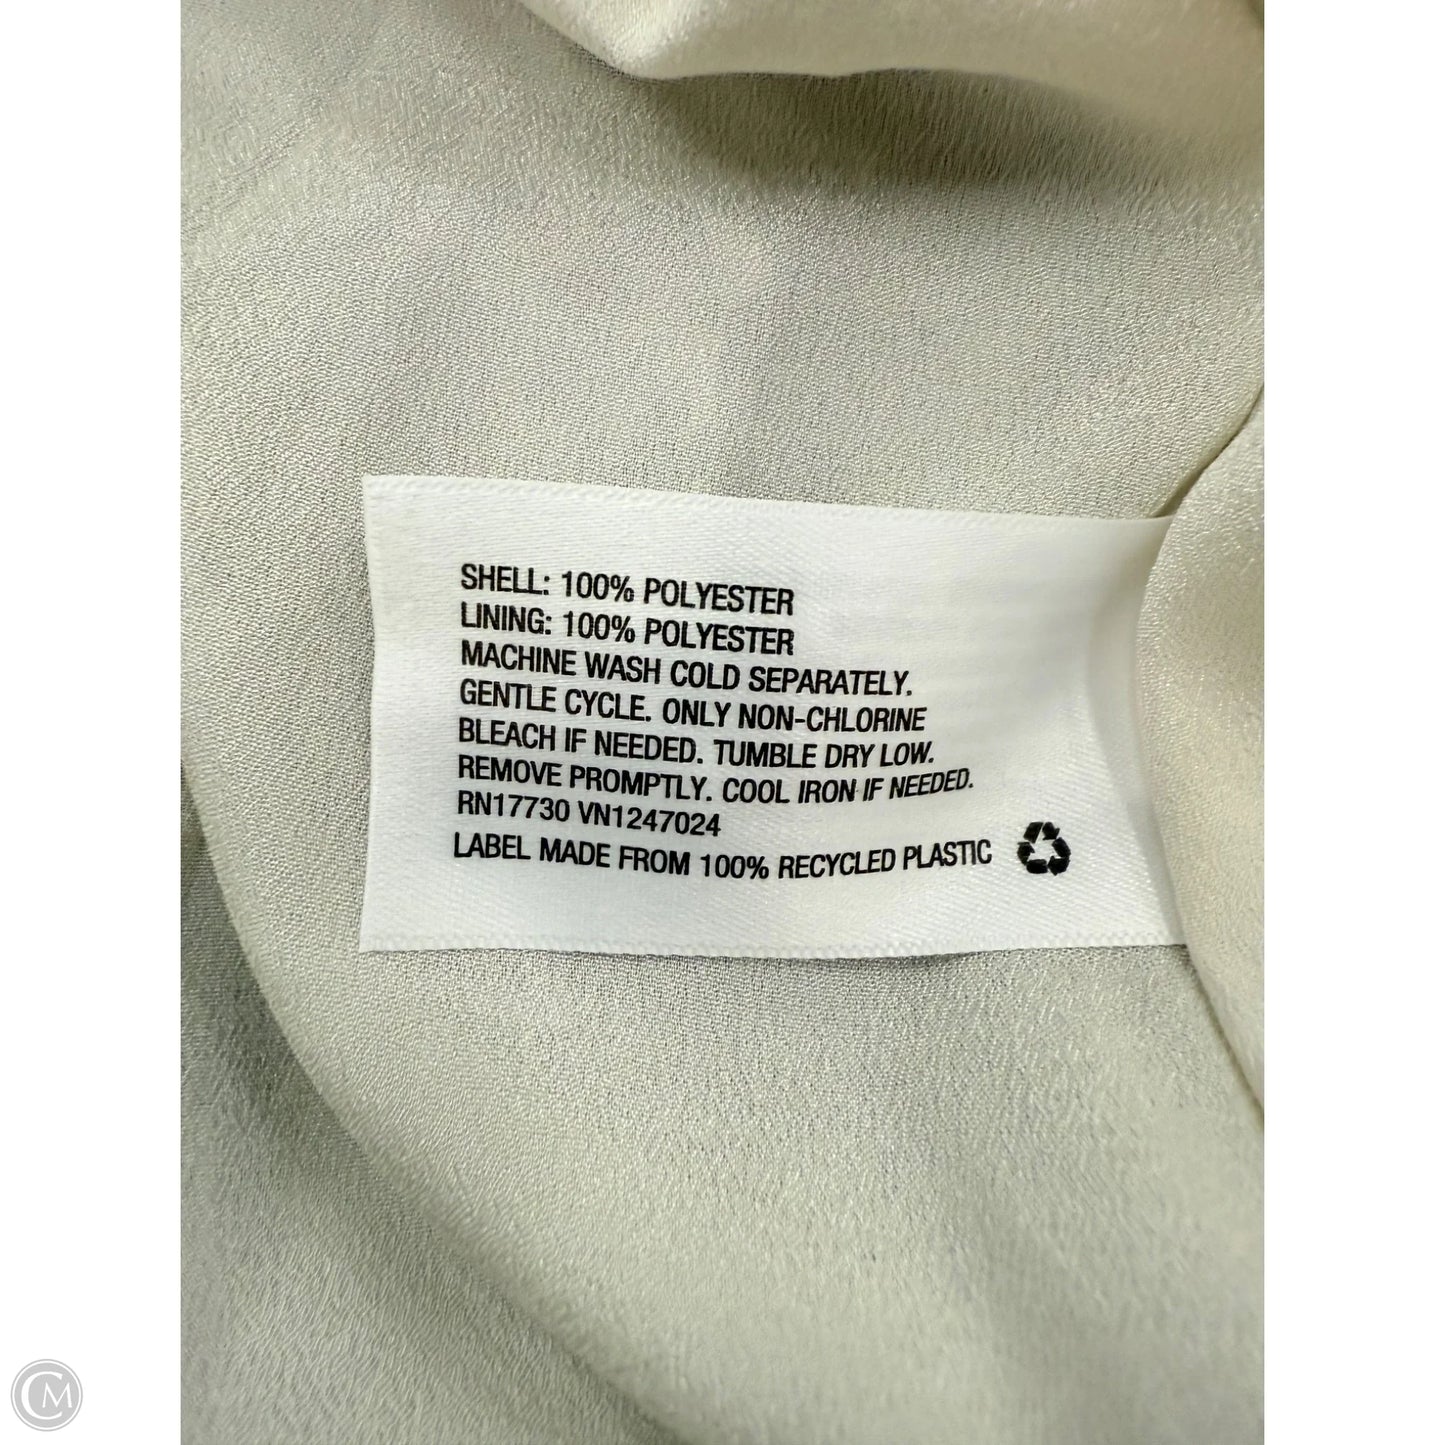 SHELL: 100% POLYESTER
LINING: 100% POLYESTER
MACHINE WASH COLD SEPARATELY.
GENTLE CYCLE. ONLY NON-CHLORINE
BLEACH IF NEEDED. TUMBLE DRY LOW.
REMOVE PROMPTLY. COOL IRON IF NEEDED.
RN17730 VN1247024
LABEL MADE FROM 100% RECYCLED PLASTIC
CM